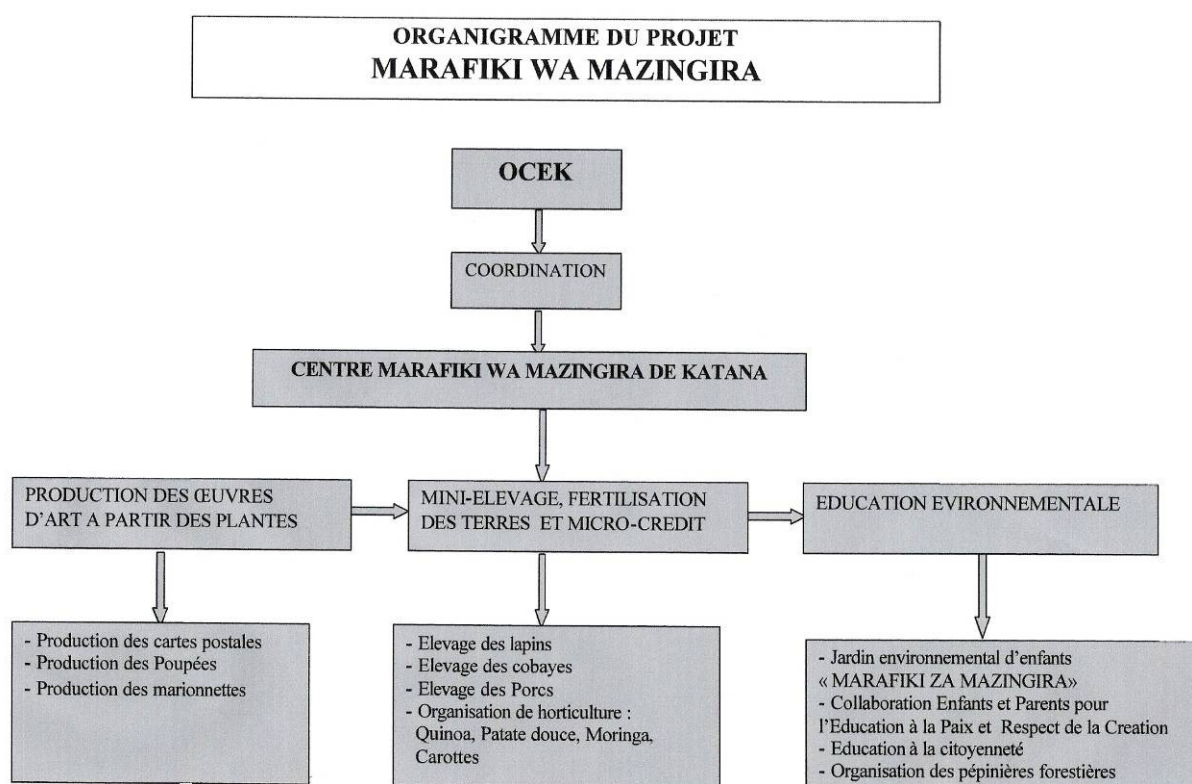 ORGANIGRAMME DU PROJET
MARAFIKI WA MAZINGIRA
OCEK
COORDINATION
CENTRE MARAFIKI WA MAZINGIRA DE KATANA
PRODUCTION DES ŒUVRES
D'ART A PARTIR DES PLANTES
MINI-ELEVAGE, FERTILISATION
DES TERRES ET MICRO-CREDIT
EDUCATION EVIRONNEMENTALE
- Production des cartes postales
- Production des Poupées
- Production des marionnettes
- Elevage des lapins
- Elevage des cobayes
- Elevage des Porcs
- Organisation de horticulture :
Quinoa, Patate douce, Moringa,
Carottes
- Jardin environmental d'enfants
« MARAFIKI ZA MAZINGIRA»
- Collaboration Enfants et Parents pour
l'Education à la Paix et Respect de la Creation
- Education à la citoyenneté
- Organisation des pépinières forestières